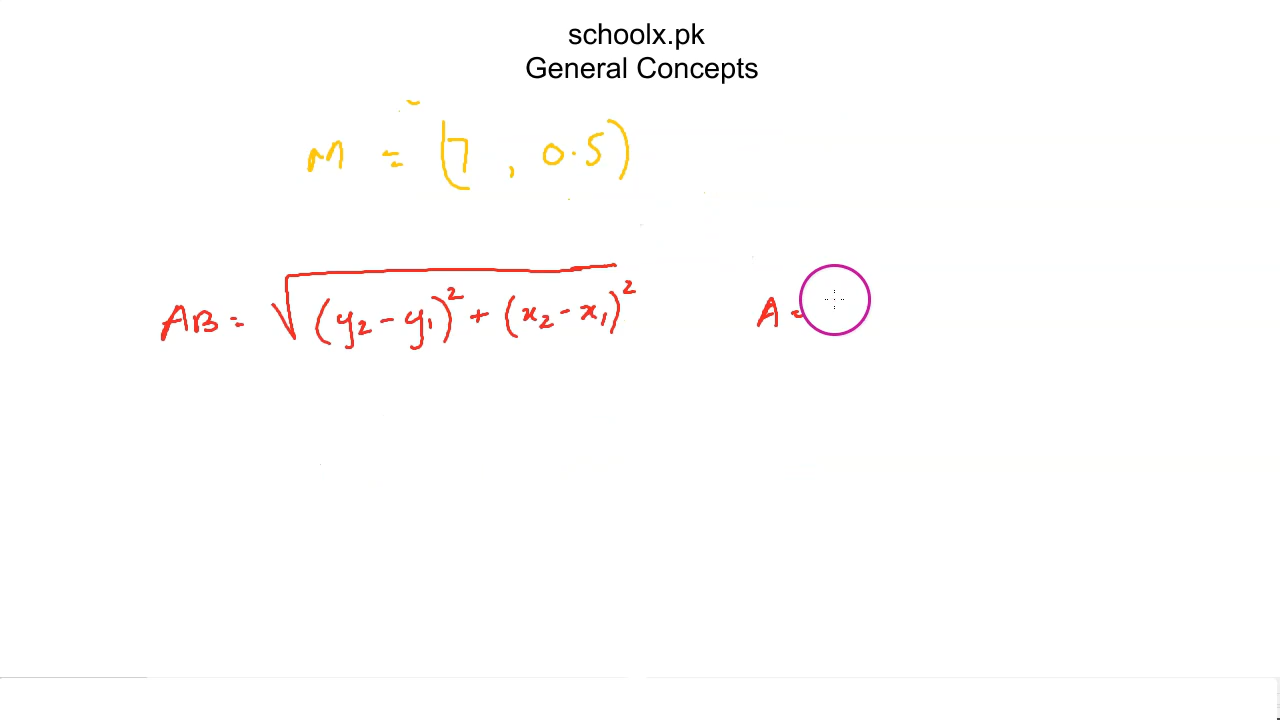 schoolx.pk
General Concepts
M = (7 , 0.5)
AB = √(y₂ - y₁)² + (x₂ - x₁)² A =